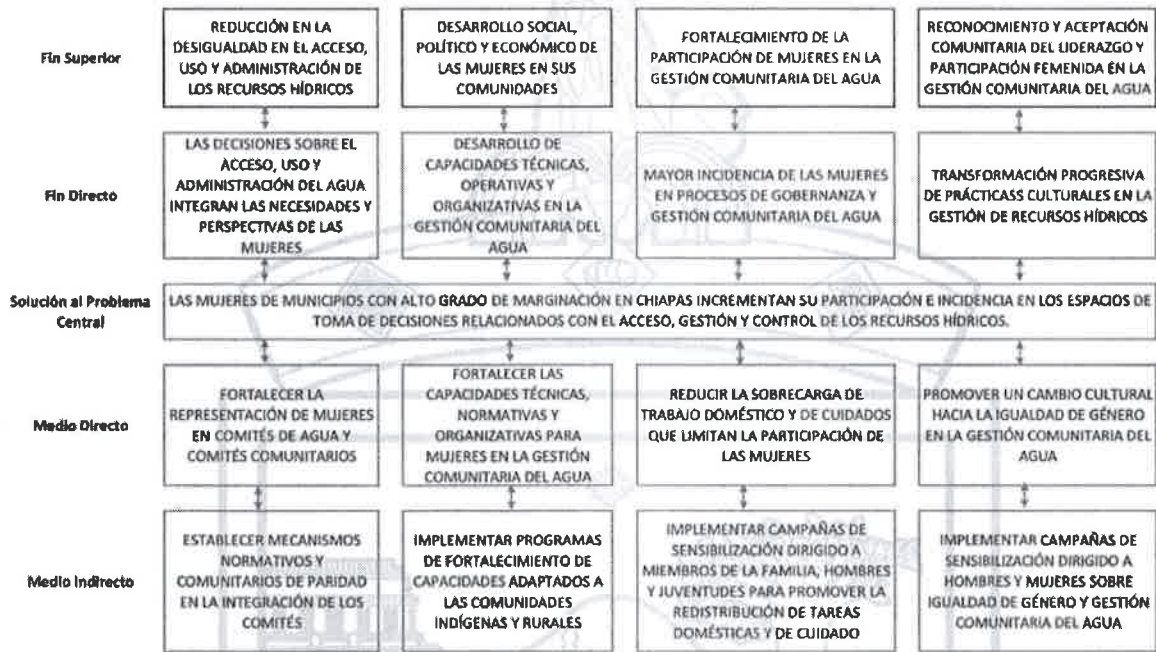 Fin Superior
REDUCCIÓN EN LA
DESIGUALDAD EN EL ACCESO,
USO Y ADMINISTRACIÓN DE
LOS RECURSOS HÍDRICOS
DESARROLLO SOCIAL,
POLÍTICO Y ECONÓMICO DE
LAS MUJERES EN SUS
COMUNIDADES
FORTALECIMIENTO DE LA
PARTICIPACIÓN DE MUJERES EN LA
GESTIÓN COMUNITARIA DEL AGUA
RECONOCIMIENTO Y ACEPTACIÓN
COMUNITARIA DEL LIDERAZGO Y
PARTICIPACIÓN FEMENIDA EN LA
GESTIÓN COMUNITARIA DEL AGUA
Fin Directo
LAS DECISIONES SOBRE EL
ACCESO, USO Y
ADMINISTRACIÓN DEL AGUA
INTEGRAN LAS NECESIDADES Y
PERSPECTIVAS DE LAS
MUJERES
DESARROLLO DE
CAPACIDADES TÉCNICAS,
OPERATIVAS Y
ORGANIZATIVAS EN LA
GESTIÓN COMUNITARIA DEL
AGUA
MAYOR INCIDENCIA DE LAS MUJERES
EN PROCESOS DE GOBERNANZA Y
GESTIÓN COMUNITARIA DEL AGUA
TRANSFORMACIÓN PROGRESIVA
DE PRÁCTICASS CULTURALES EN LA
GESTIÓN DE RECURSOS HÍDRICOS
Solución al Problema
Central
LAS MUJERES DE MUNICIPIOS CON ALTO GRADO DE MARGINACIÓN EN CHIAPAS INCREMENTAN SU PARTICIPACIÓN E INCIDENCIA EN LOS ESPACIOS DE
TOMA DE DECISIONES RELACIONADOS CON EL ACCESO, GESTIÓN Y CONTROL DE LOS RECURSOS HÍDRICOS.
Medio Directo
FORTALECER LA
REPRESENTACIÓN DE MUJERES
EN COMITÉS DE AGUA Y
COMITÉS COMUNITARIOS
FORTALECER LAS
CAPACIDADES TÉCNICAS,
NORMATIVAS Y
ORGANIZATIVAS PARA
MUJERES EN LA GESTIÓN
COMUNITARIA DEL AGUA
REDUCIR LA SOBRECARGA DE
TRABAJO DOMÉSTICO Y DE CUIDADOS
QUE LIMITAN LA PARTICIPACIÓN DE
LAS MUJERES
PROMOVER UN CAMBIO CULTURAL
HACIA LA IGUALDAD DE GÉNERO
EN LA GESTIÓN COMUNITARIA DEL
AGUA
Medio Indirecto
ESTABLECER MECANISMOS
NORMATIVOS Y
COMUNITARIOS DE PARIDAD
EN LA INTEGRACIÓN DE LOS
COMITÉS
IMPLEMENTAR PROGRAMAS
DE FORTALECIMIENTO DE
CAPACIDADES ADAPTADOS A
LAS COMUNIDADES
INDÍGENAS Y RURALES
IMPLEMENTAR CAMPAÑAS DE
SENSIBILIZACIÓN DIRIGIDO A
MIEMBROS DE LA FAMILIA, HOMBRES
Y JUVENTUDES PARA PROMOVER LA
REDISTRIBUCIÓN DE TAREAS
DOMÉSTICAS Y DE CUIDADO
IMPLEMENTAR CAMPAÑAS DE
SENSIBILIZACIÓN DIRIGIDO A
HOMBRES Y MUJERES SOBRE
IGUALDAD DE GÉNERO Y GESTIÓN
COMUNITARIA DEL AGUA